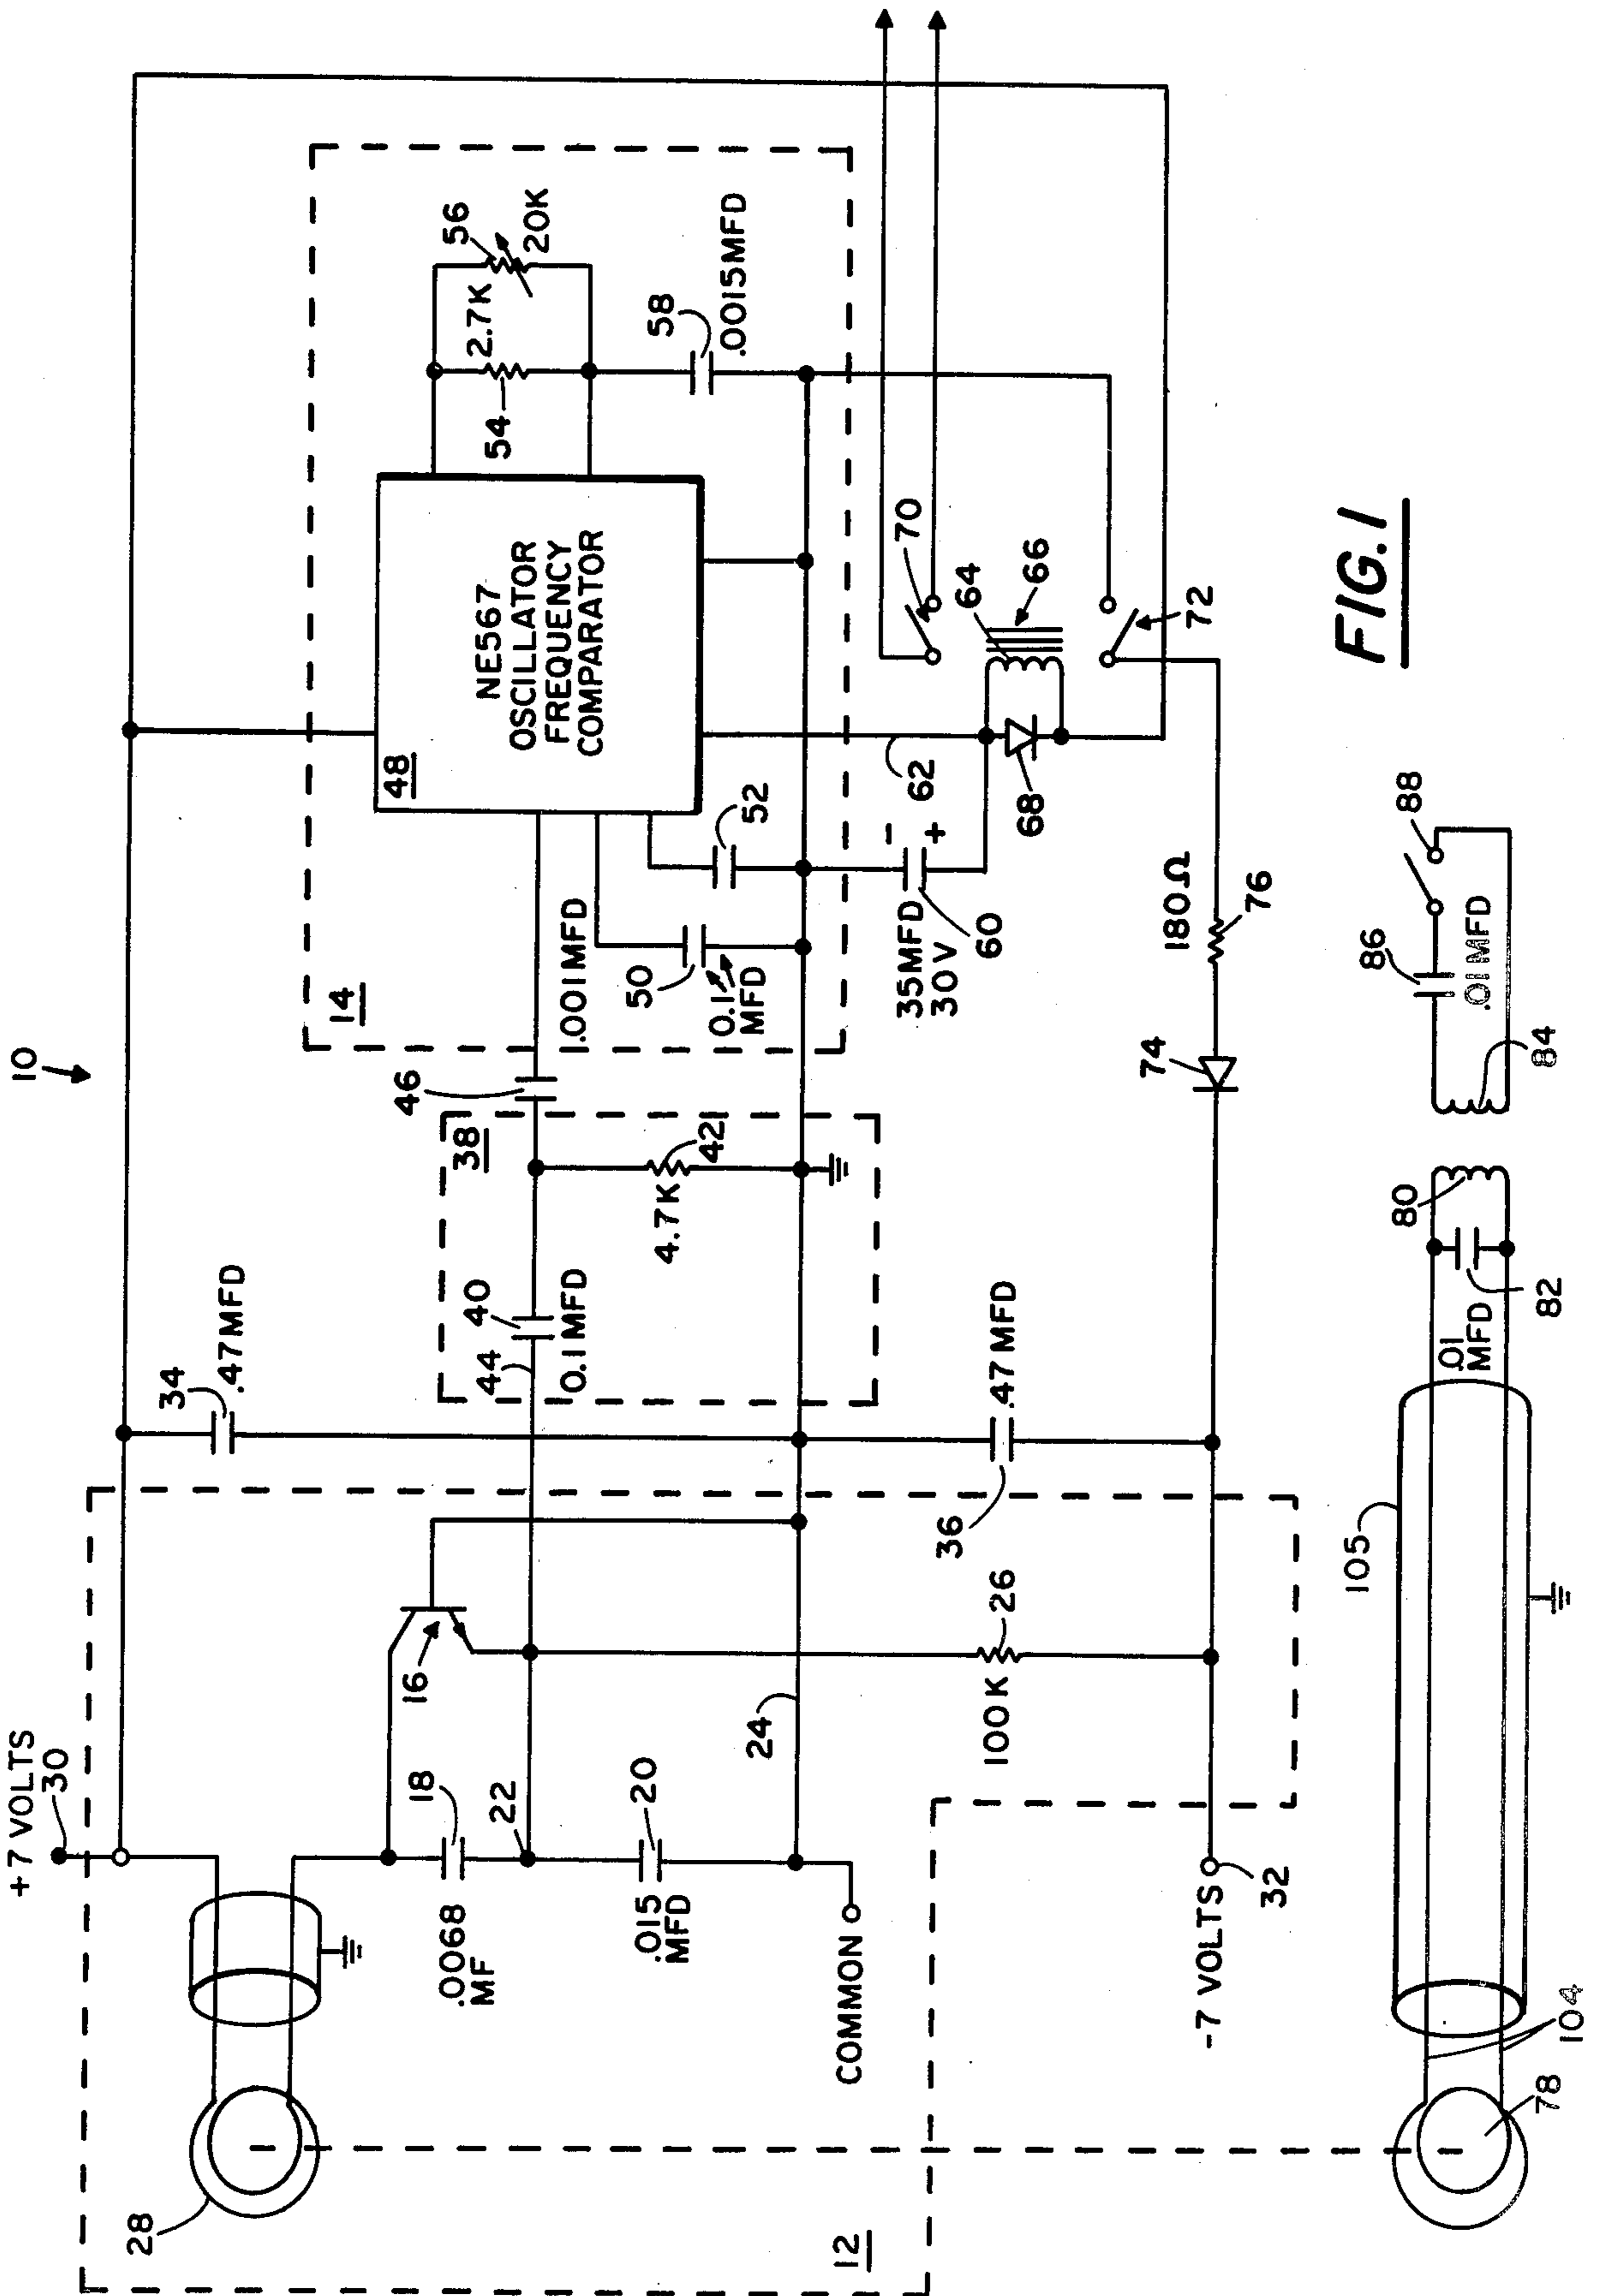 10
+7 VOLTS
30
34
.47MFD
14
48
NE567
OSCILLATOR
FREQUENCY
COMPARATOR
56
20K
2.7K
54
58
.0015MFD
28
16
18
.0068
MF
22
20
.015
MFD
24
COMMON
12
38
40
44
0.1MFD
42
4.7K
46
.001MFD
50
0.1
MFD
52
35MFD
30V
60
-
+
62
68
64
66
70
72
36
.47MFD
26
100K
-7 VOLTS
32
74
180Ω
76
105
104
78
80
.01
MFD
82
84
86
.01MFD
88
FIG.1